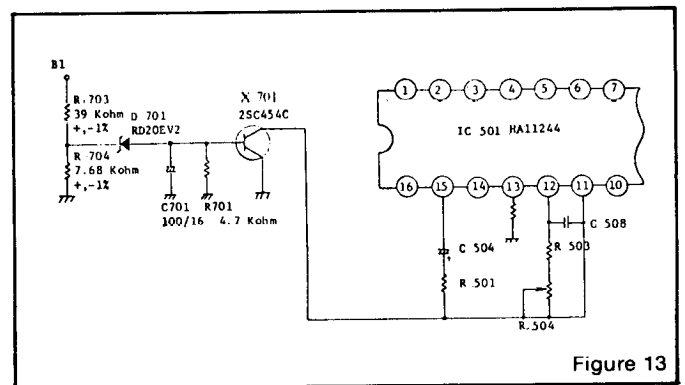 B1
R 703
39 Kohm
+,-1%
D 701
RD20EV2
X 701
2SC454C
R 704
7.68 Kohm
+,-1%
C701
100/16
R701
4.7 Kohm
1 2 3 4 5 6 7
IC 501 HA11244
16 15 14 13 12 11 10
C 508
C 504
R 503
R 501
+
R.504
Figure 13